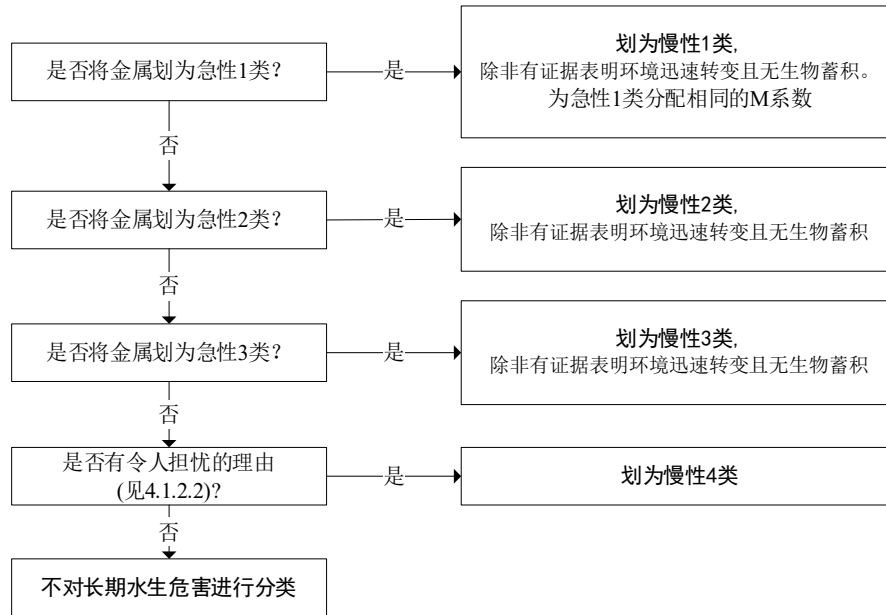 是否将金属划为急性1类?
是
划为慢性1类,
除非有证据表明环境迅速转变且无生物蓄积。
为急性1类分配相同的M系数
否
是否将金属划为急性2类?
是
划为慢性2类,
除非有证据表明环境迅速转变且无生物蓄积
否
是否将金属划为急性3类?
是
划为慢性3类,
除非有证据表明环境迅速转变且无生物蓄积
否
是否有令人担忧的理由
(见4.1.2.2)?
是
划为慢性4类
否
不对长期水生危害进行分类